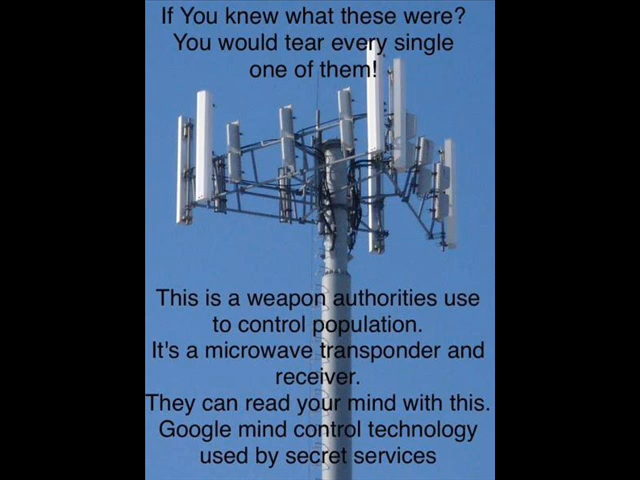 If You knew what these were?
You would tear every single
one of them!
This is a weapon authorities use
to control population.
It's a microwave transponder and
receiver.
They can read your mind with this.
Google mind control technology
used by secret services